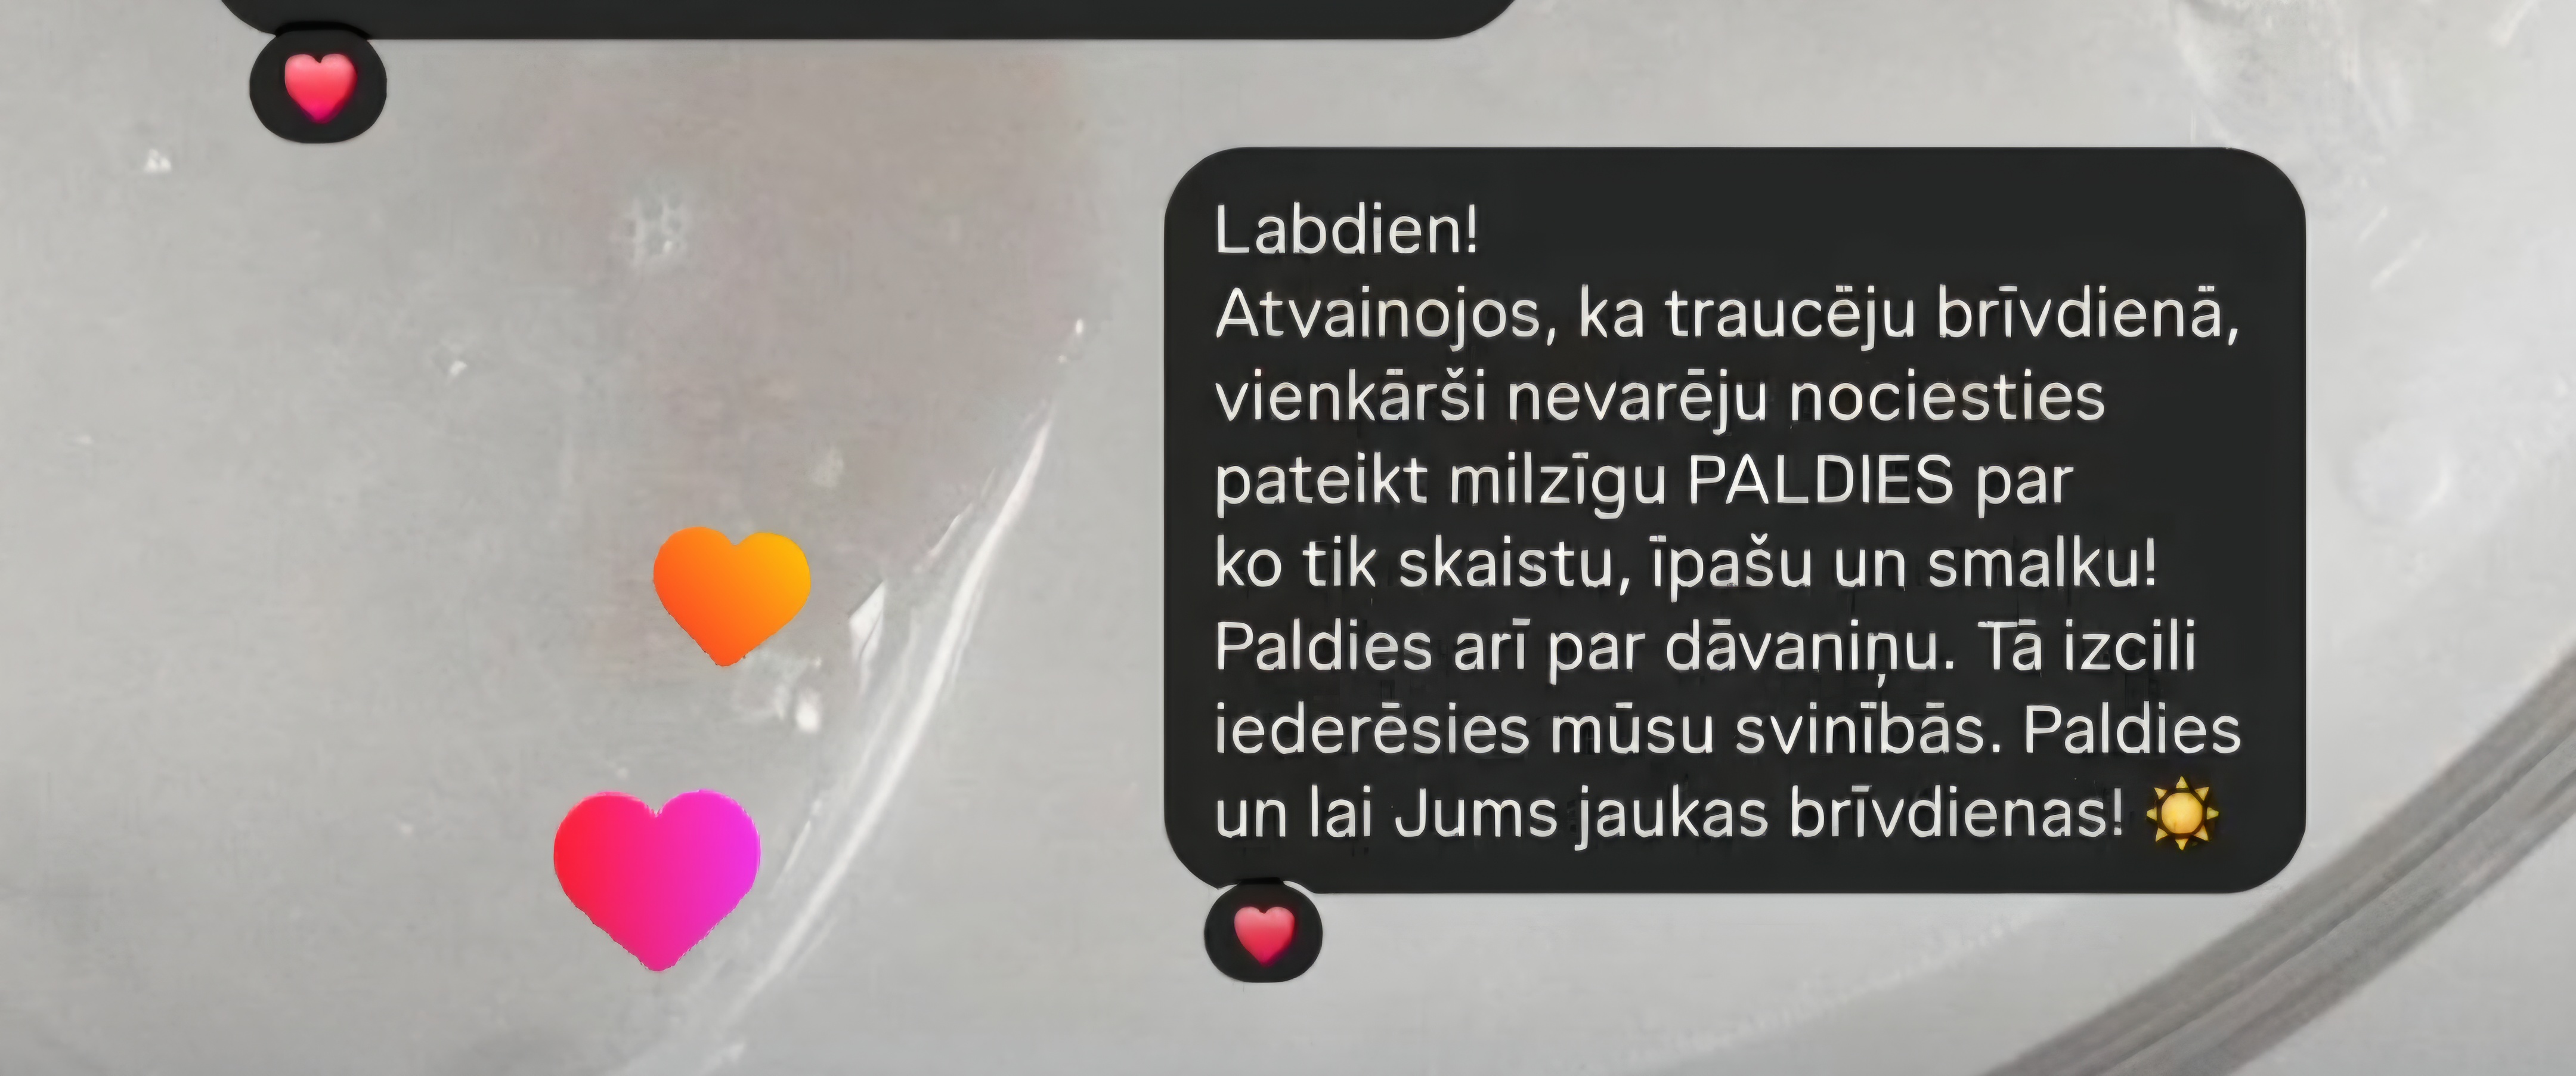 Labdien!
Atvainojos, ka traucēju brīvdienā,
vienkārši nevarēju nociesties
pateikt milzīgu PALDIES par
ko tik skaistu, īpašu un smalku!
Paldies arī par dāvaniņu. Tā izcili
iederēsies mūsu svinībās. Paldies
un lai Jums jaukas brīvdienas! ☀️